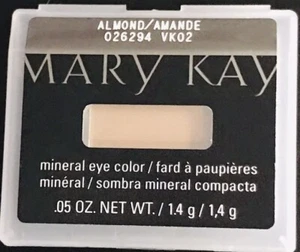 ALMOND/AMANDE
026294 VK02
MARY KAY
mineral eye color / fard à paupières
minéral / sombra mineral compacta
.05 OZ. NET WT. / 1.4 g / 1,4 g